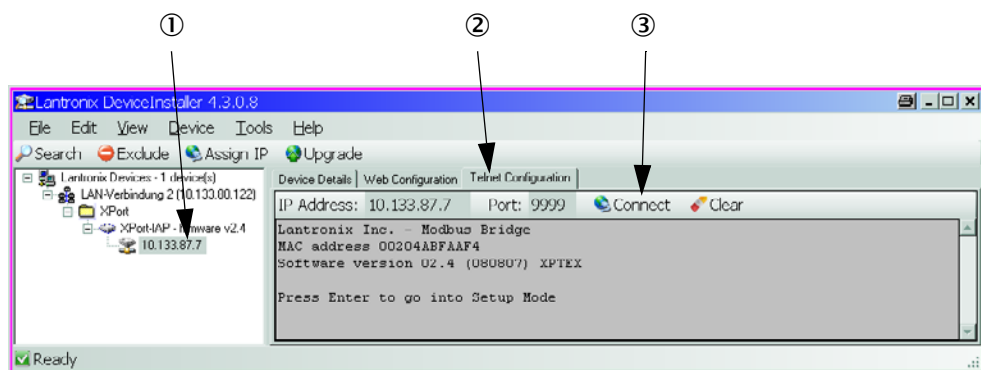 ① ② ③
Lantronix DeviceInstaller 4.3.0.8
File Edit View Device Tools Help
Search Exclude Assign IP Upgrade
Lantronix Devices - 1 device(s)
LAN-Verbindung 2 (10.133.80.122)
XPort
XPort-IAP - firmware v2.4
10.133.87.7
Device Details Web Configuration Telnet Configuration
IP Address: 10.133.87.7 Port: 9999 Connect Clear
Lantronix Inc. - Modbus Bridge
MAC address 00204ABFAAF4
Software version 02.4 (080807) XPTEX
Press Enter to go into Setup Mode
Ready